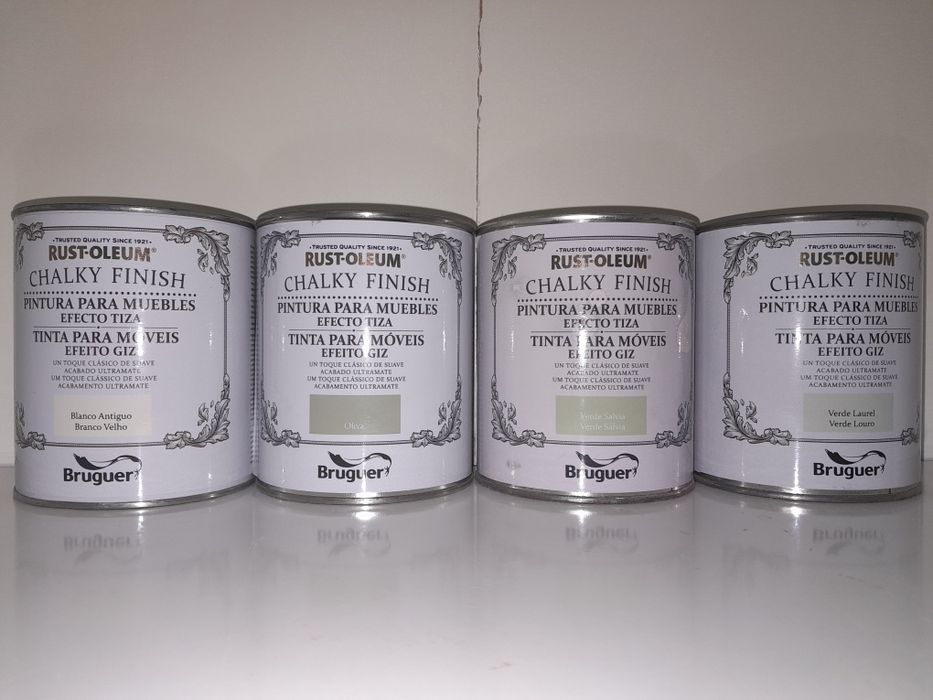 •TRUSTED QUALITY SINCE 1921•
RUST-OLEUM®
CHALKY FINISH
PINTURA PARA MUEBLES
EFECTO TIZA
TINTA PARA MÓVEIS
EFEITO GIZ
UN TOQUE CLÁSICO DE SUAVE
ACABADO ULTRAMATE
UM TOQUE CLÁSSICO DE SUAVE
ACABAMENTO ULTRAMATE
Blanco Antiguo
Branco Velho
Bruguer
•TRUSTED QUALITY SINCE 1921•
RUST-OLEUM®
CHALKY FINISH
PINTURA PARA MUEBLES
EFECTO TIZA
TINTA PARA MÓVEIS
EFEITO GIZ
UN TOQUE CLÁSICO DE SUAVE
ACABADO ULTRAMATE
UM TOQUE CLÁSSICO DE SUAVE
ACABAMENTO ULTRAMATE
Oliva
Bruguer
•TRUSTED QUALITY SINCE 1921•
RUST-OLEUM®
CHALKY FINISH
PINTURA PARA MUEBLES
EFECTO TIZA
TINTA PARA MÓVEIS
EFEITO GIZ
UN TOQUE CLÁSICO DE SUAVE
ACABADO ULTRAMATE
UM TOQUE CLÁSSICO DE SUAVE
ACABAMENTO ULTRAMATE
Verde Salvia
Verde Sálvia
Bruguer
•TRUSTED QUALITY SINCE 1921•
RUST-OLEUM®
CHALKY FINISH
PINTURA PARA MUEBLES
EFECTO TIZA
TINTA PARA MÓVEIS
EFEITO GIZ
UN TOQUE CLÁSICO DE SUAVE
ACABADO ULTRAMATE
UM TOQUE CLÁSSICO DE SUAVE
ACABAMENTO ULTRAMATE
Verde Laurel
Verde Louro
Bruguer